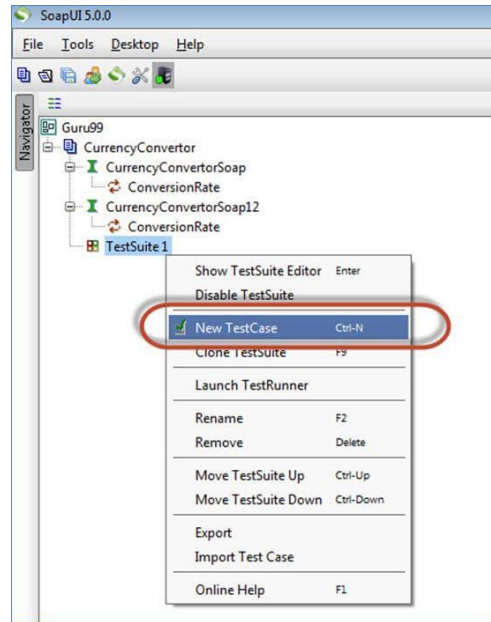 SoapUI 5.0.0
File Tools Desktop Help
Navigator
Guru99
CurrencyConvertor
CurrencyConvertorSoap
ConversionRate
CurrencyConvertorSoap12
ConversionRate
TestSuite 1
Show TestSuite Editor Enter
Disable TestSuite
New TestCase Ctrl-N
Clone TestSuite F9
Launch TestRunner
Rename F2
Remove Delete
Move TestSuite Up Ctrl-Up
Move TestSuite Down Ctrl-Down
Export
Import Test Case
Online Help F1